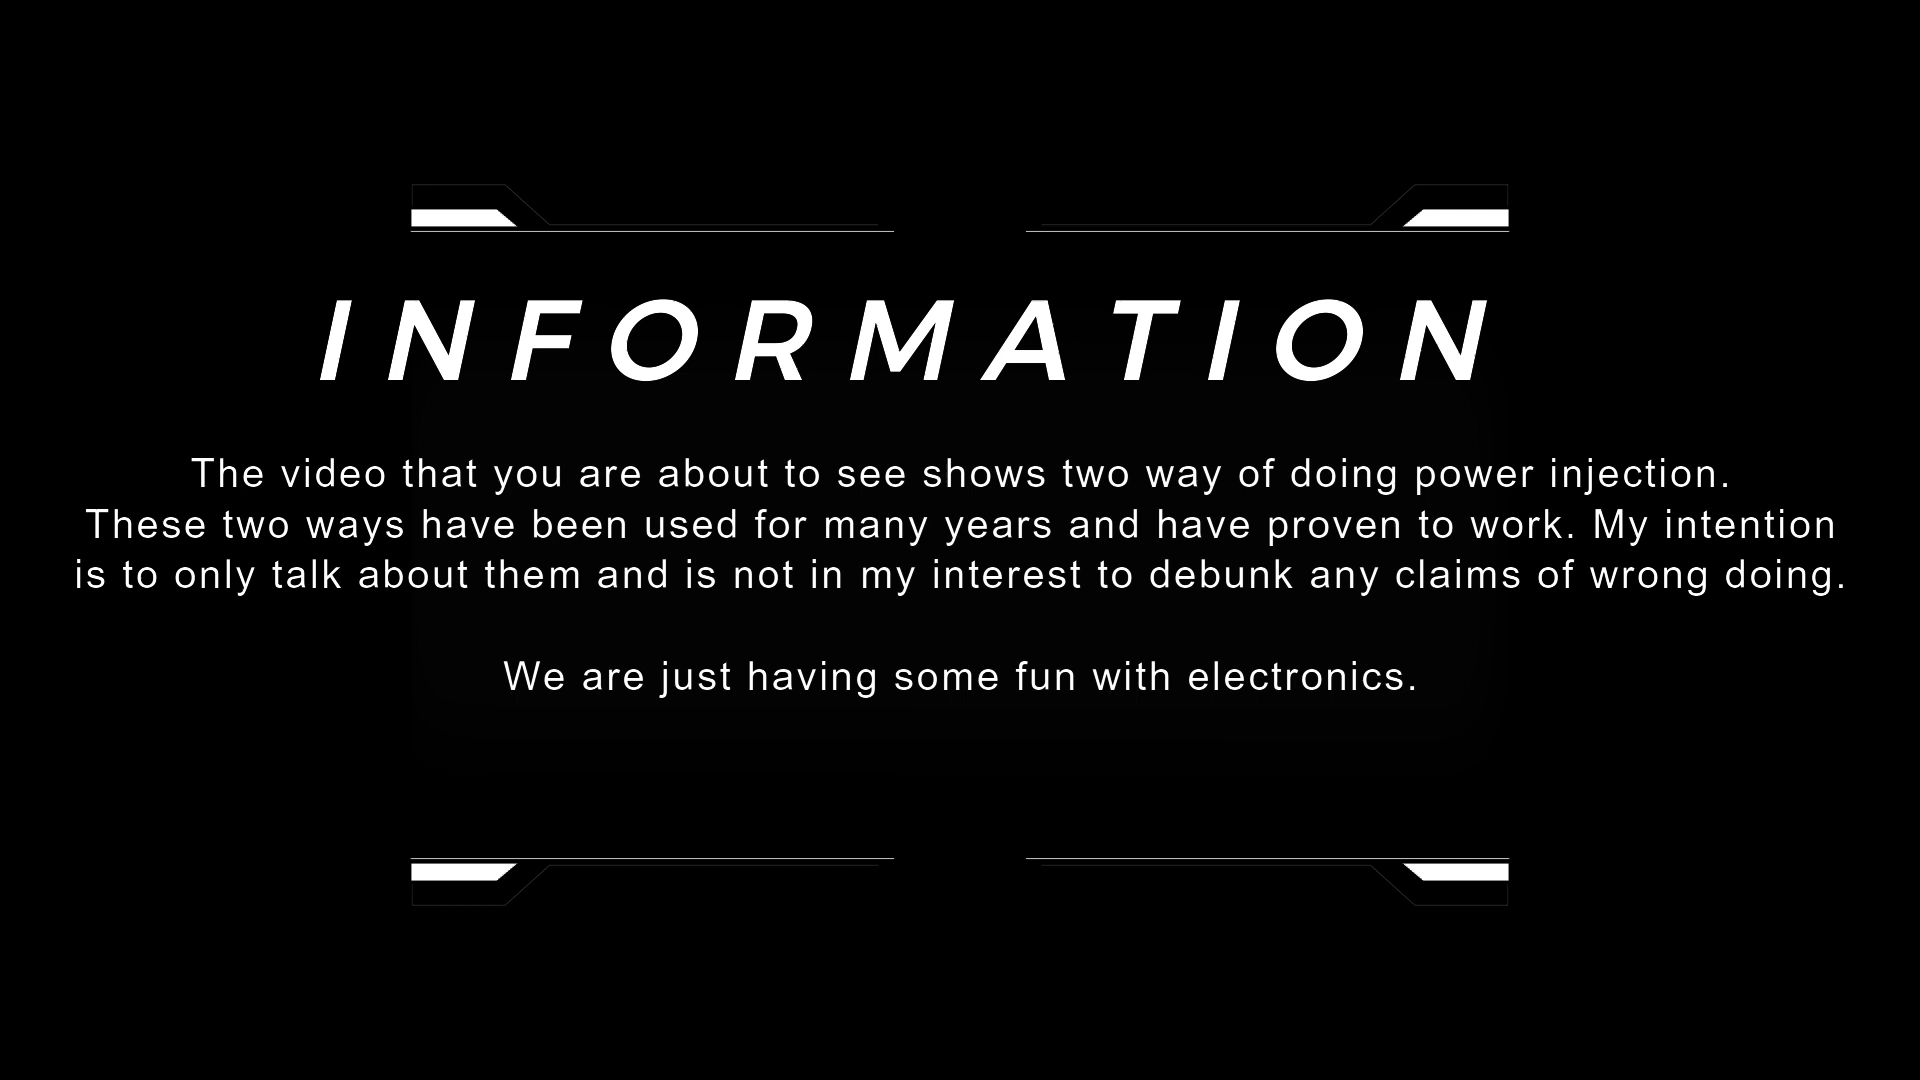 INFORMATION
The video that you are about to see shows two way of doing power injection.
These two ways have been used for many years and have proven to work. My intention
is to only talk about them and is not in my interest to debunk any claims of wrong doing.
We are just having some fun with electronics.